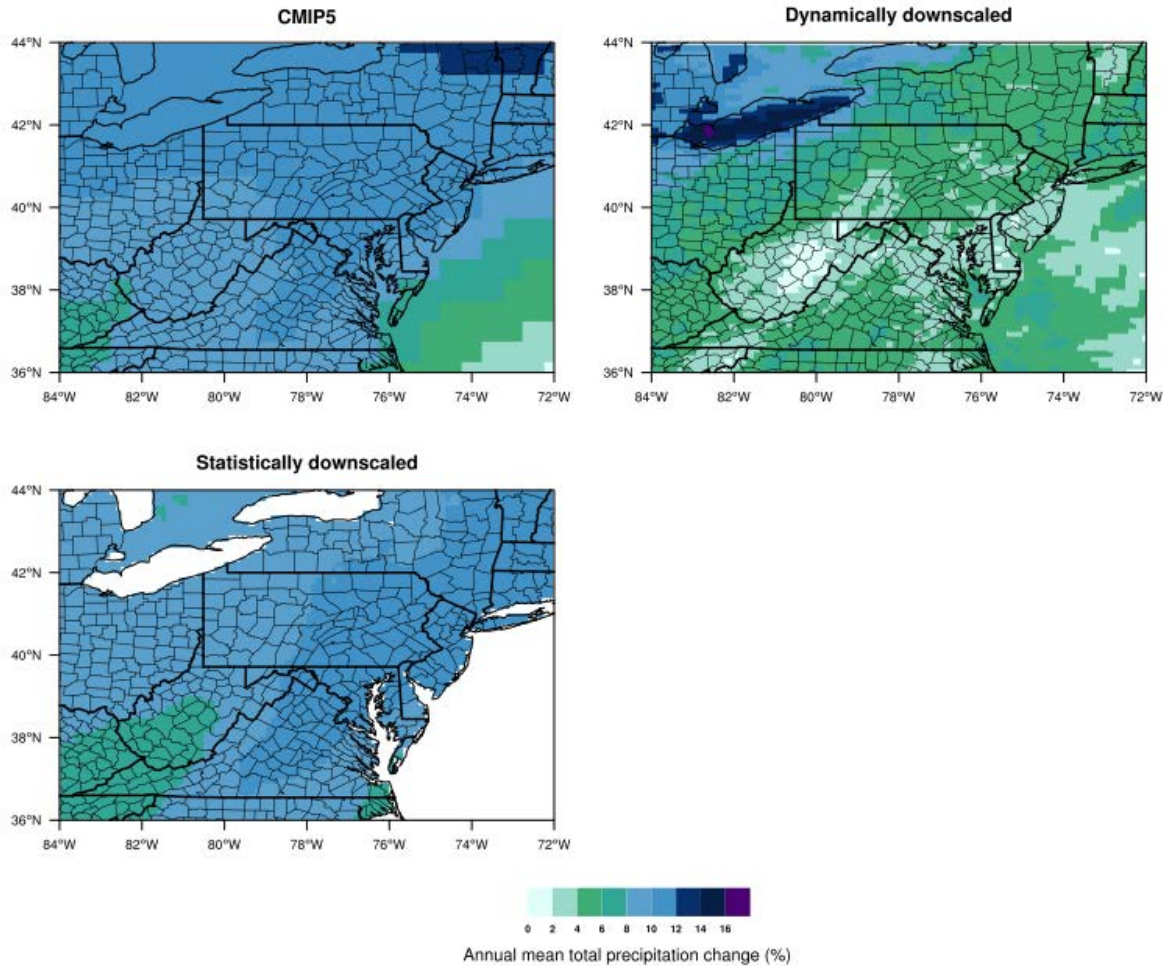 CMIP5
Dynamically downscaled
44°N
42°N
40°N
38°N
36°N
84°W 82°W 80°W 78°W 76°W 74°W 72°W
44°N
42°N
40°N
38°N
36°N
84°W 82°W 80°W 78°W 76°W 74°W 72°W
Statistically downscaled
44°N
42°N
40°N
38°N
36°N
84°W 82°W 80°W 78°W 76°W 74°W 72°W
0 2 4 6 8 10 12 14 16
Annual mean total precipitation change (%)